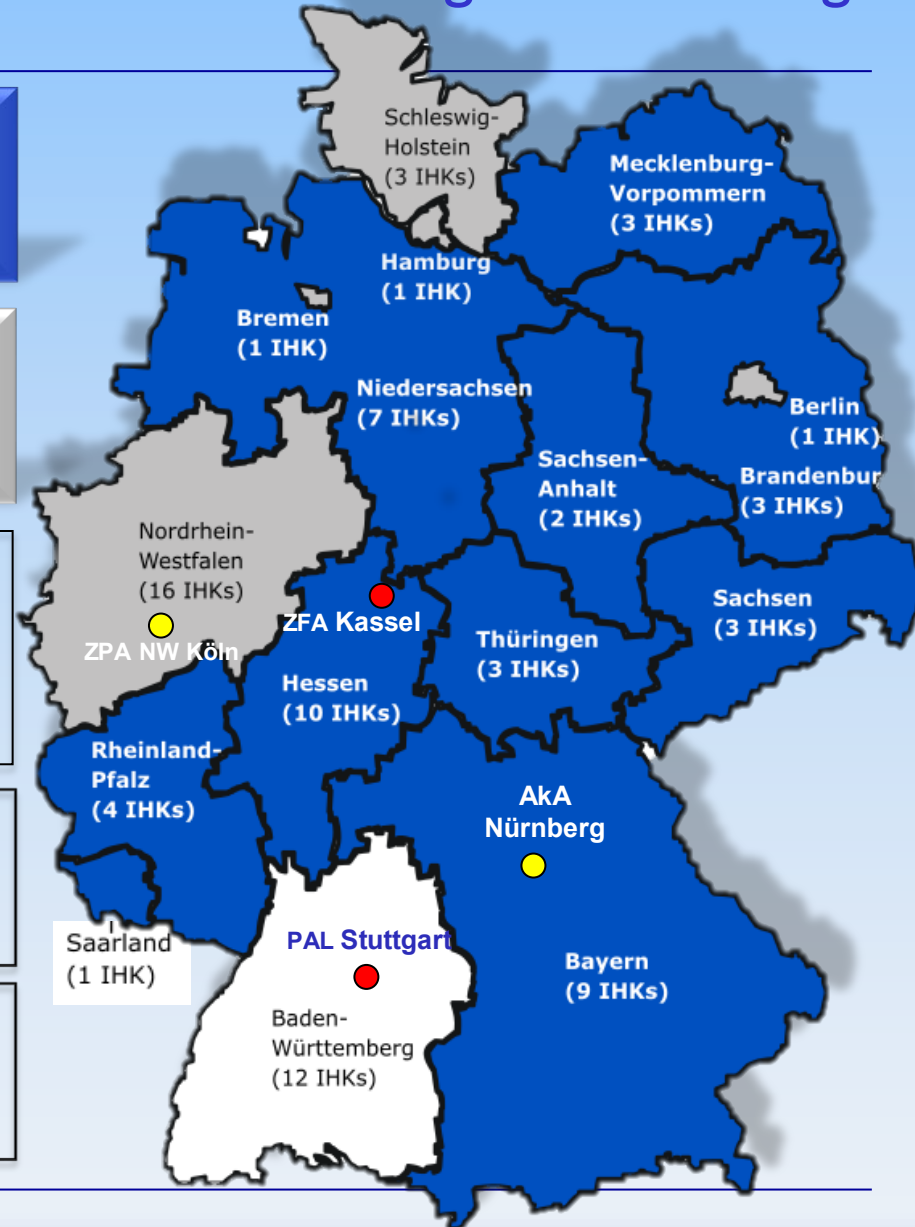 Schleswig-
Holstein
(3 IHKs)
Mecklenburg-
Vorpommern
(3 IHKs)
Hamburg
(1 IHK)
Bremen
(1 IHK)
Niedersachsen
(7 IHKs)
Berlin
(1 IHK)
Sachsen-
Anhalt
(2 IHKs)
Brandenbur
(3 IHKs)
Nordrhein-
Westfalen
(16 IHKs)
ZPA NW Köln
ZFA Kassel
Sachsen
(3 IHKs)
Thüringen
(3 IHKs)
Hessen
(10 IHKs)
Rheinland-
Pfalz
(4 IHKs)
AkA
Nürnberg
Saarland
(1 IHK)
PAL Stuttgart
Bayern
(9 IHKs)
Baden-
Württemberg
(12 IHKs)